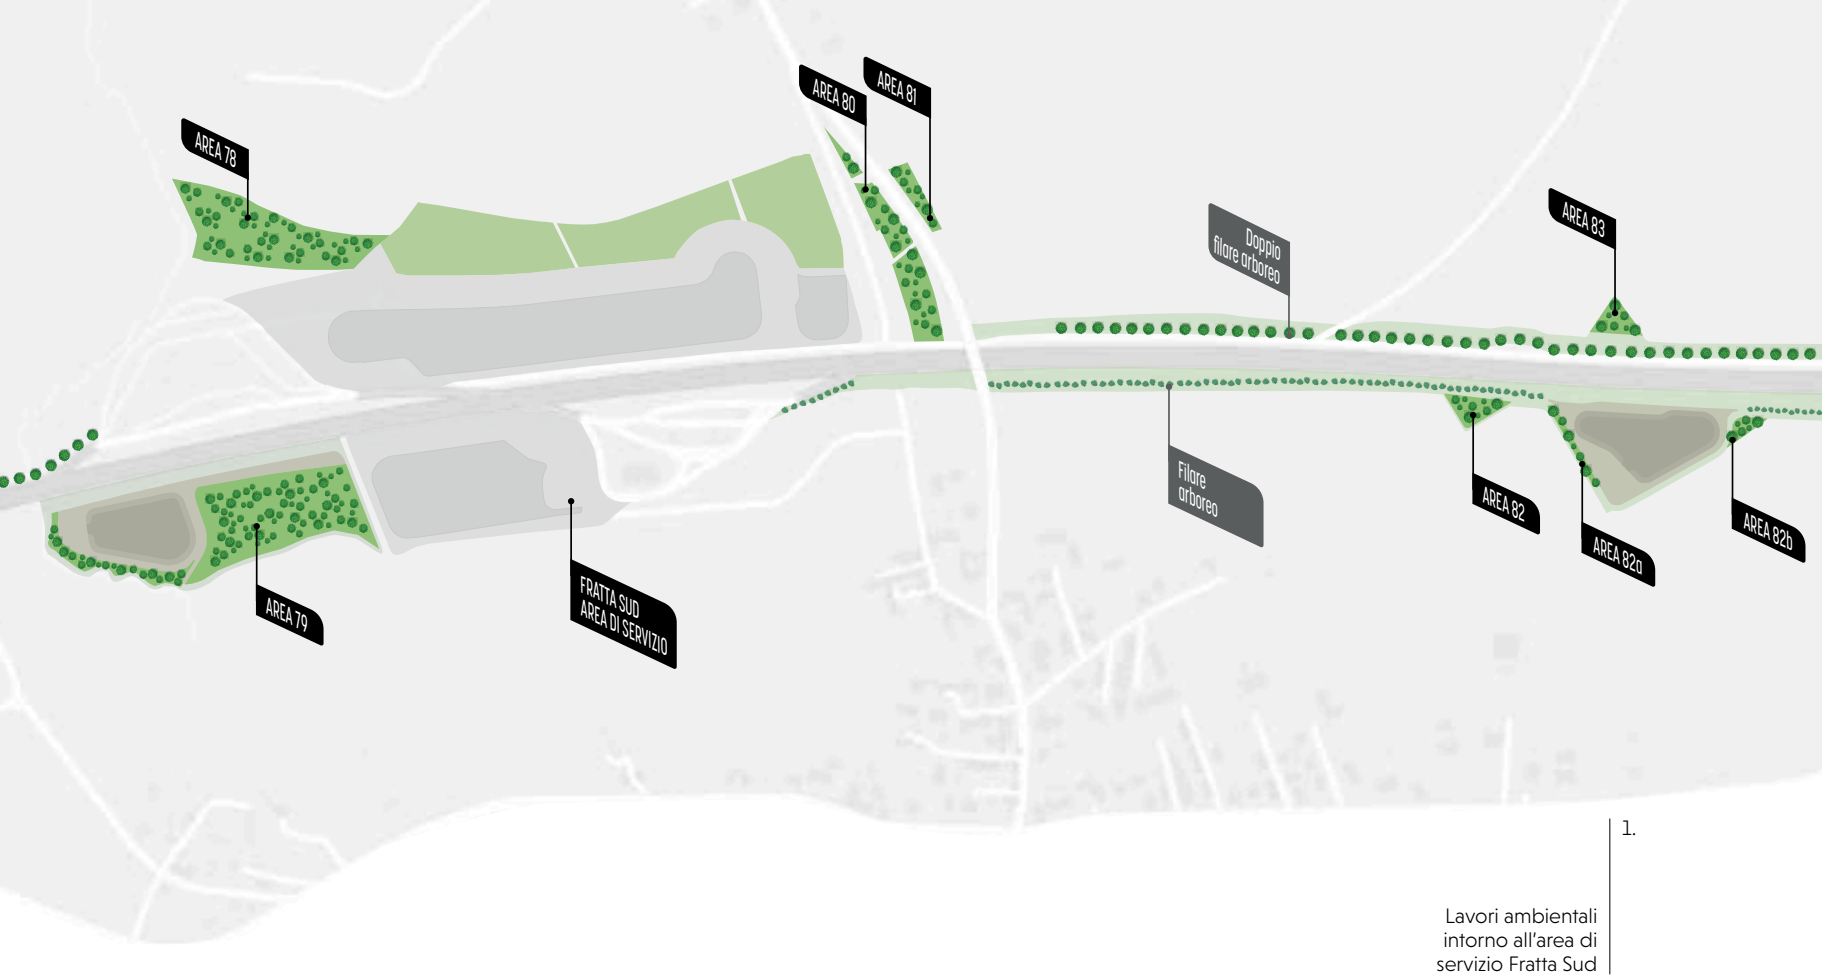 AREA 81
AREA 80
AREA 78
AREA 83
Doppio
filare arboreo
Filare
arboreo
AREA 82
AREA 82b
AREA 82a
FRATTA SUD
AREA DI SERVIZIO
AREA 79
1.
Lavori ambientali
intorno all'area di
servizio Fratta Sud